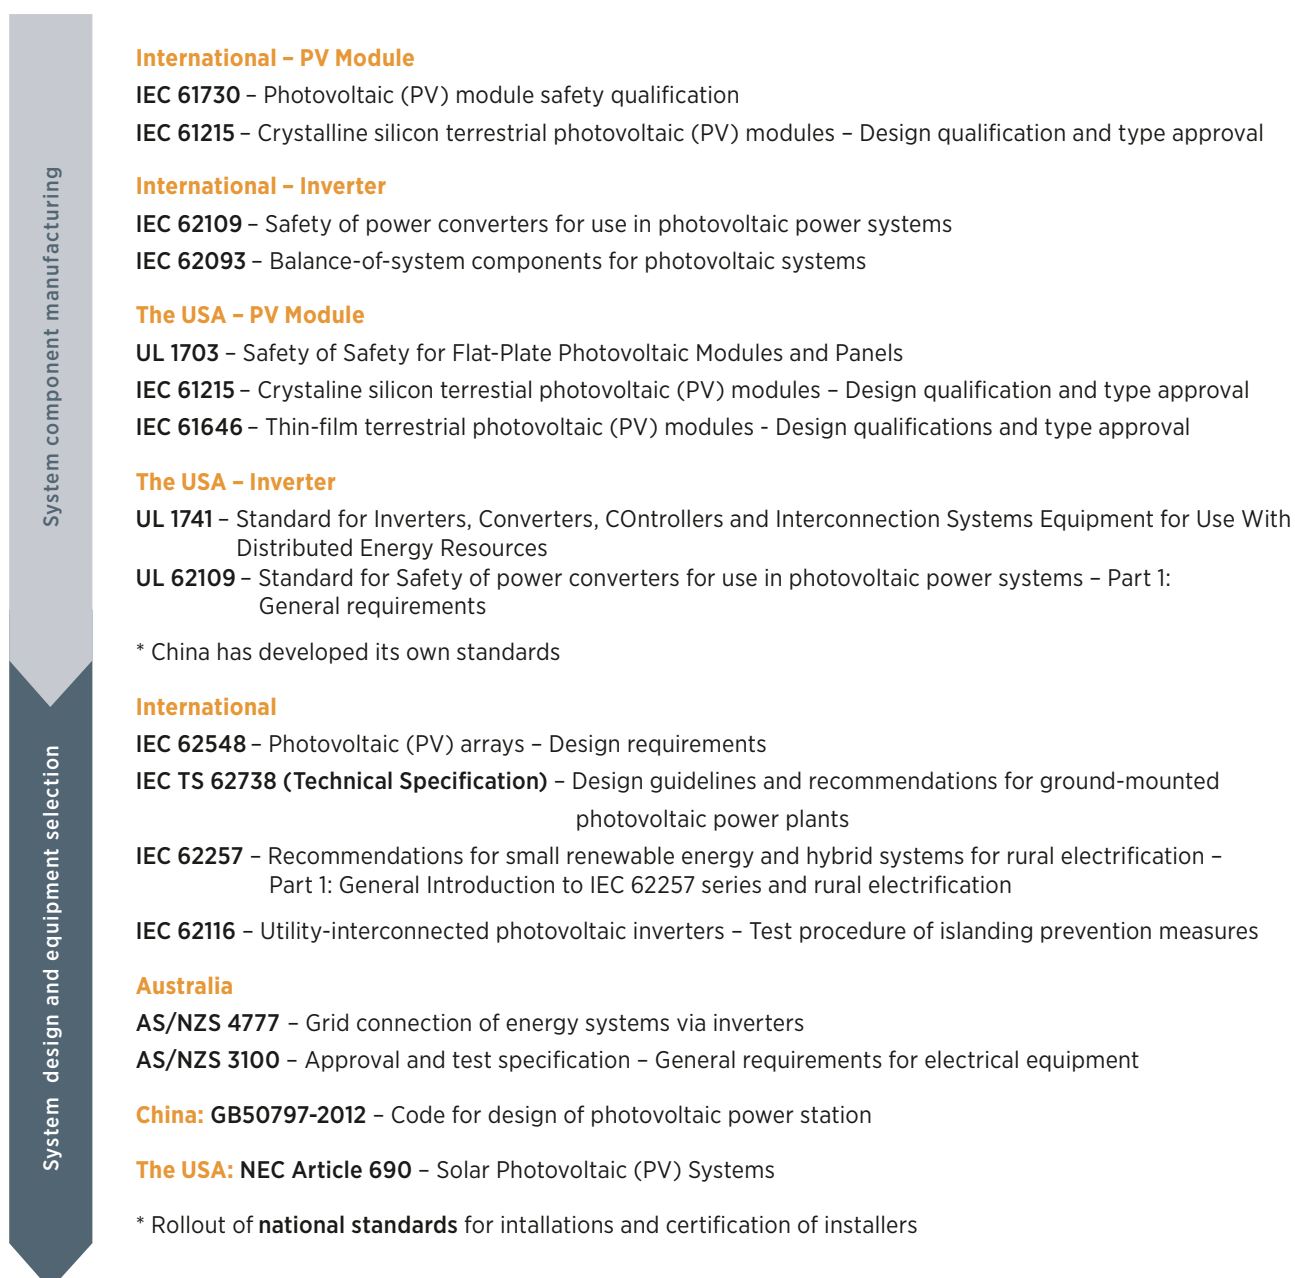 System component manufacturing
International – PV Module
IEC 61730 – Photovoltaic (PV) module safety qualification
IEC 61215 – Crystalline silicon terrestrial photovoltaic (PV) modules – Design qualification and type approval
International – Inverter
IEC 62109 – Safety of power converters for use in photovoltaic power systems
IEC 62093 – Balance-of-system components for photovoltaic systems
The USA – PV Module
UL 1703 – Safety of Safety for Flat-Plate Photovoltaic Modules and Panels
IEC 61215 – Crystaline silicon terrestial photovoltaic (PV) modules – Design qualification and type approval
IEC 61646 – Thin-film terrestrial photovoltaic (PV) modules - Design qualifications and type approval
The USA – Inverter
UL 1741 – Standard for Inverters, Converters, COntrollers and Interconnection Systems Equipment for Use With
Distributed Energy Resources
UL 62109 – Standard for Safety of power converters for use in photovoltaic power systems – Part 1:
General requirements
* China has developed its own standards
System design and equipment selection
International
IEC 62548 – Photovoltaic (PV) arrays – Design requirements
IEC TS 62738 (Technical Specification) – Design guidelines and recommendations for ground-mounted
photovoltaic power plants
IEC 62257 – Recommendations for small renewable energy and hybrid systems for rural electrification –
Part 1: General Introduction to IEC 62257 series and rural electrification
IEC 62116 – Utility-interconnected photovoltaic inverters – Test procedure of islanding prevention measures
Australia
AS/NZS 4777 – Grid connection of energy systems via inverters
AS/NZS 3100 – Approval and test specification – General requirements for electrical equipment
China: GB50797-2012 – Code for design of photovoltaic power station
The USA: NEC Article 690 – Solar Photovoltaic (PV) Systems
* Rollout of national standards for intallations and certification of installers